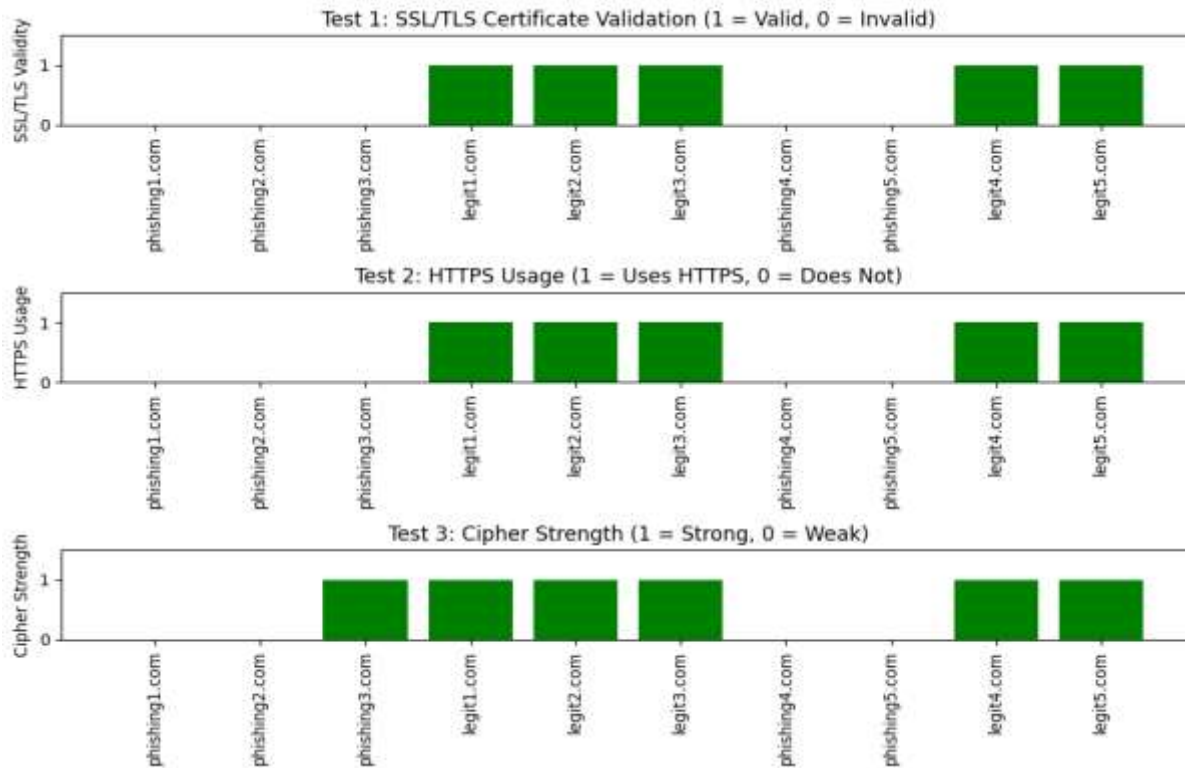 Test 1: SSL/TLS Certificate Validation (1 = Valid, 0 = Invalid)
SSL/TLS Validity
1
0
phishing1.com
phishing2.com
phishing3.com
legit1.com
legit2.com
legit3.com
phishing4.com
phishing5.com
legit4.com
legit5.com
Test 2: HTTPS Usage (1 = Uses HTTPS, 0 = Does Not)
HTTPS Usage
1
0
phishing1.com
phishing2.com
phishing3.com
legit1.com
legit2.com
legit3.com
phishing4.com
phishing5.com
legit4.com
legit5.com
Test 3: Cipher Strength (1 = Strong, 0 = Weak)
Cipher Strength
1
0
phishing1.com
phishing2.com
phishing3.com
legit1.com
legit2.com
legit3.com
phishing4.com
phishing5.com
legit4.com
legit5.com